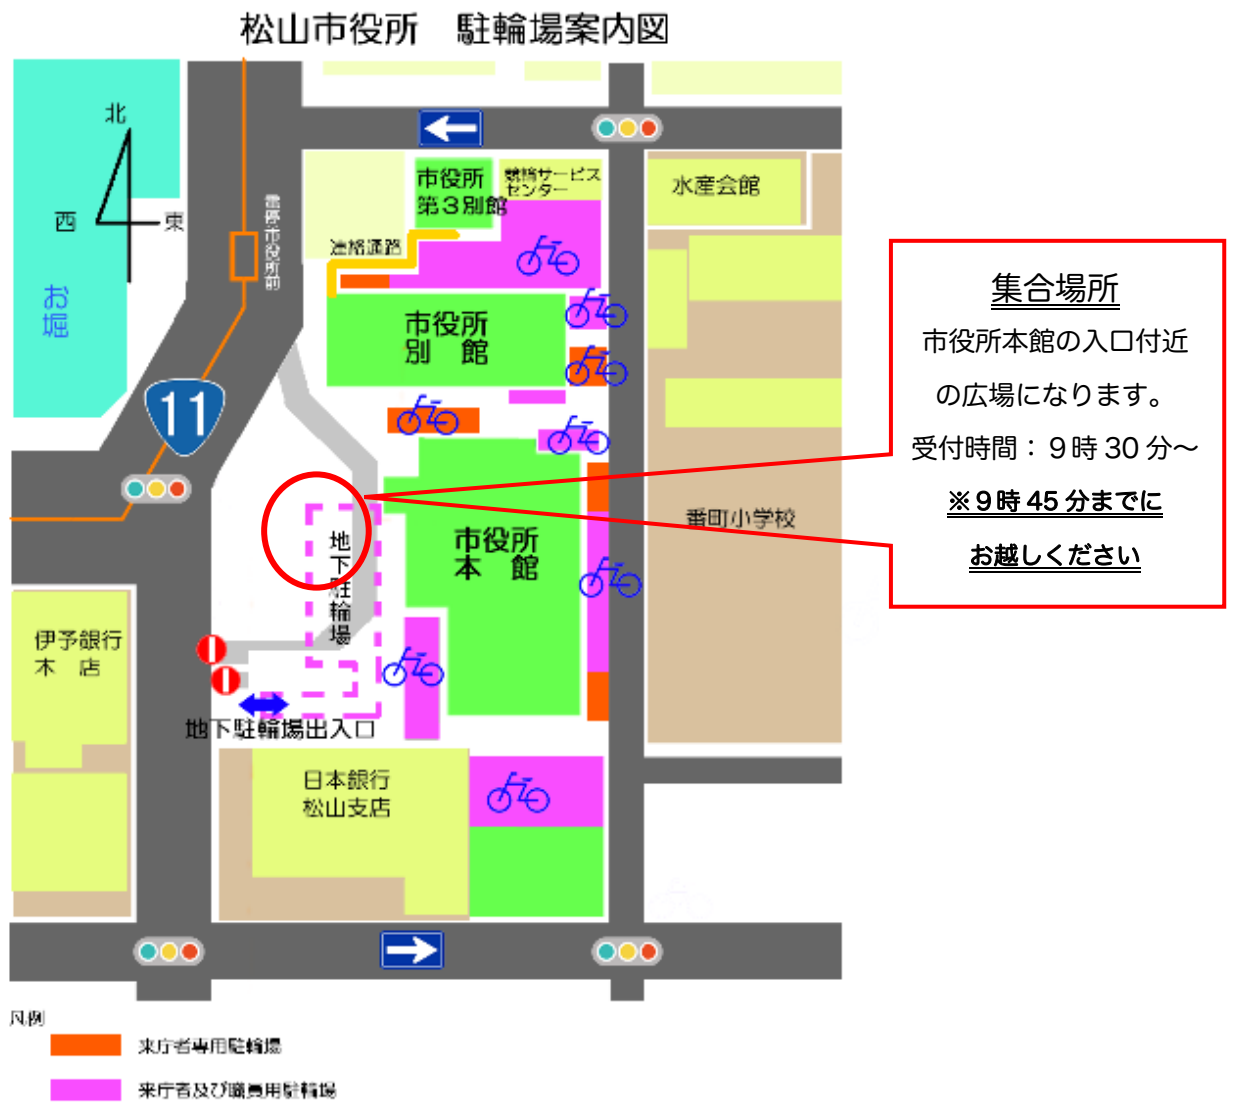 松山市役所　駐輪場案内図
北
西
東
お堀
電停市役所前
市役所
第３別館
競輪サービス
センター
水産会館
連絡通路
市役所
別　館
11
集合場所
市役所本館の入口付近
の広場になります。
受付時間：９時30分～
※９時45分までに
お越しください
地下駐輪場
市役所
本　館
番町小学校
伊予銀行
本　店
地下駐輪場出入口
日本銀行
松山支店
凡例
来庁者専用駐輪場
来庁者及び職員用駐輪場